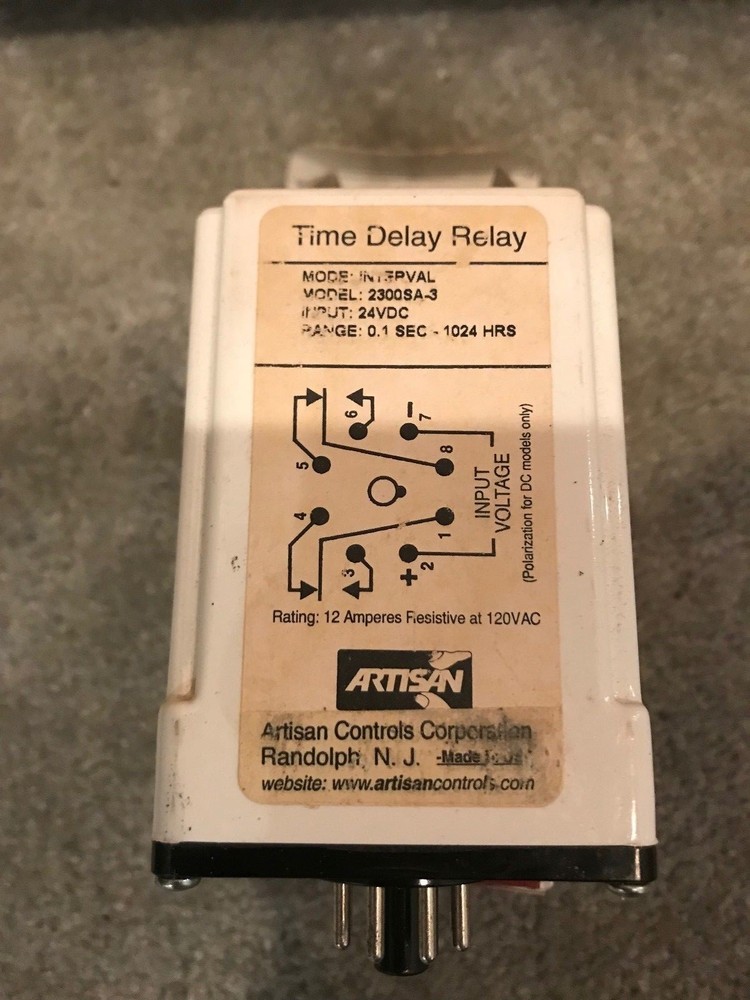 Time Delay Relay
MODE: INTERVAL
MODEL: 2300SA-3
INPUT: 24VDC
RANGE: 0.1 SEC - 1024 HRS
6
-
7
5
8
INPUT
VOLTAGE
(Polarization for DC models only)
4
1
3
+
2
Rating: 12 Amperes Resistive at 120VAC
ARTISAN
Artisan Controls Corporation
Randolph, N. J. -Made
website: www.artisancontrols.com